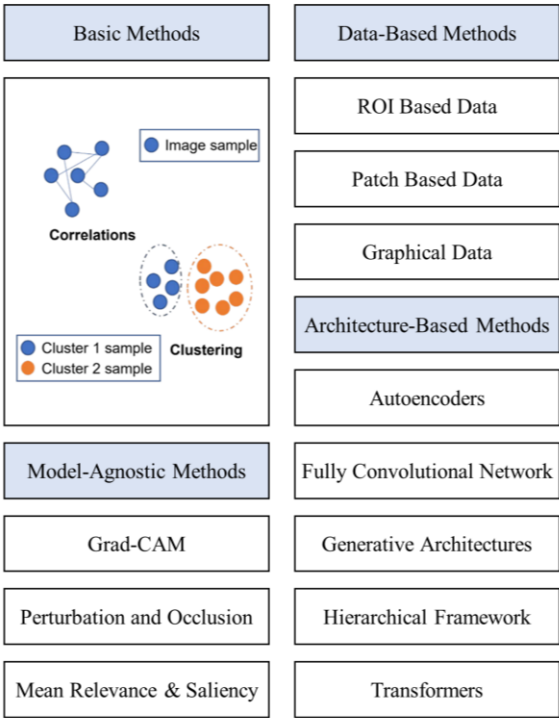 Basic Methods
Image sample
Correlations
Cluster 1 sample
Cluster 2 sample
Clustering
Model-Agnostic Methods
Grad-CAM
Perturbation and Occlusion
Mean Relevance & Saliency
Data-Based Methods
ROI Based Data
Patch Based Data
Graphical Data
Architecture-Based Methods
Autoencoders
Fully Convolutional Network
Generative Architectures
Hierarchical Framework
Transformers